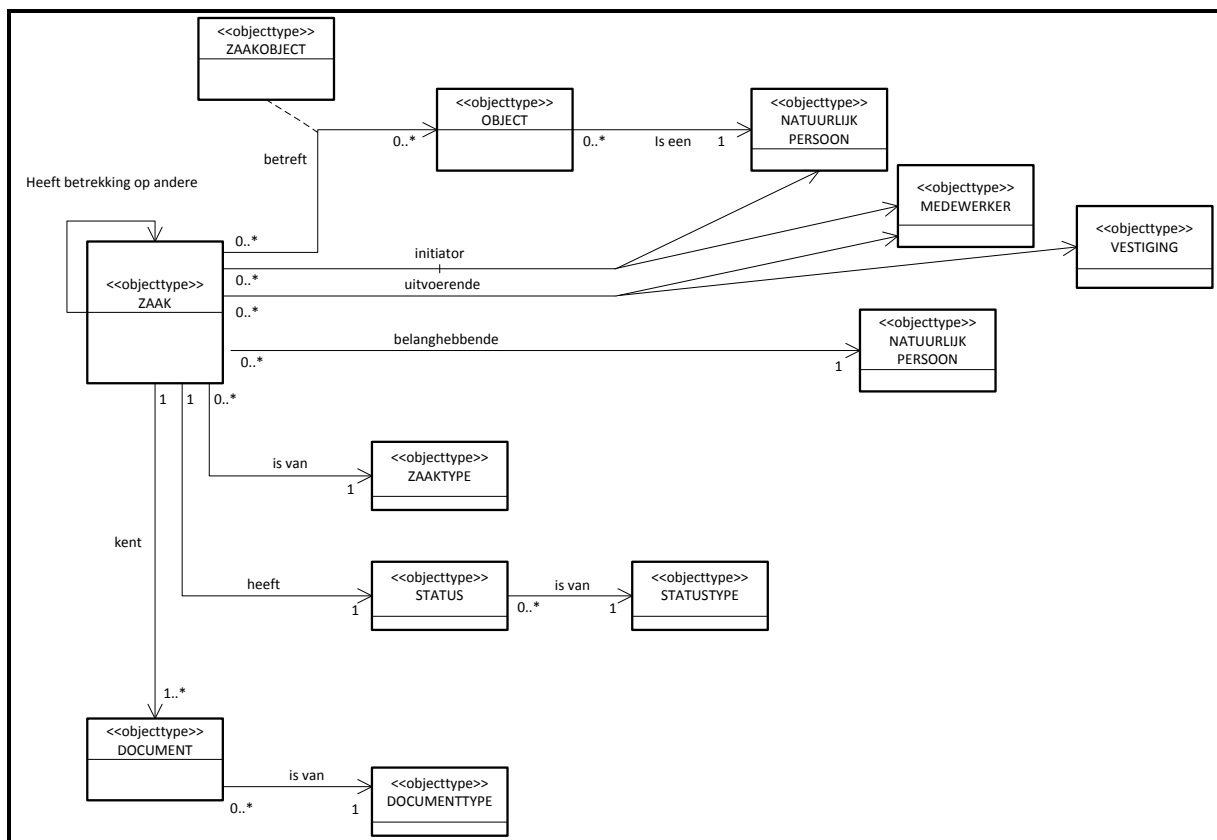 <<objecttype>>
ZAAKOBJECT
<<objecttype>>
OBJECT
<<objecttype>>
NATUURLIJK
PERSOON
0..*
0..*
Is een
1
betreft
<<objecttype>>
MEDEWERKER
Heeft betrekking op andere
<<objecttype>>
VESTIGING
0..*
initiator
0..*
uitvoerende
<<objecttype>>
ZAAK
0..*
<<objecttype>>
NATUURLIJK
PERSOON
belanghebbende
0..*
1
1
1
0..*
<<objecttype>>
ZAAKTYPE
is van
1
kent
<<objecttype>>
STATUS
<<objecttype>>
STATUSTYPE
heeft
is van
1
0..*
1
1..*
<<objecttype>>
DOCUMENT
is van
<<objecttype>>
DOCUMENTTYPE
0..*
1